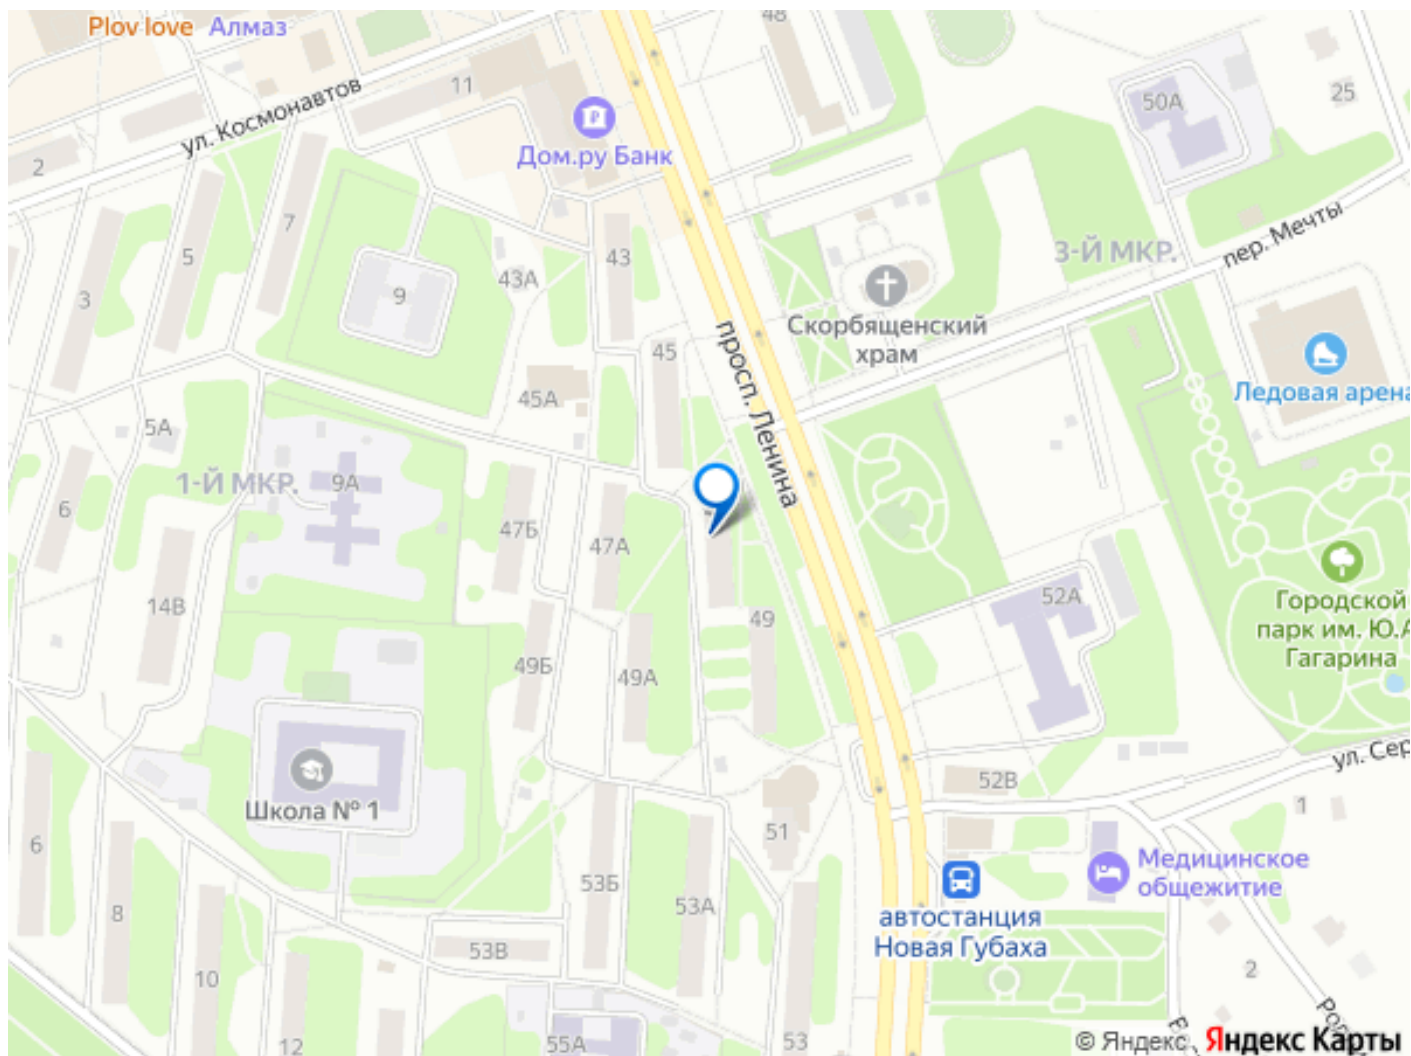 Plov love
Алмаз
48
11
ул. Космонавтов
Дом.ру Банк
50А
25
2
7
5
3
43
43А
9
3-Й МКР.
пер. Мечты
Скорбященский
храм
просп. Ленина
45
45А
Ледовая арена
5А
1-Й МКР.
9А
6
47Б
47А
14В
52А
Городской
парк им. Ю.А
Гагарина
49
49Б
49А
ул. Сер
52В
1
Школа № 1
51
6
8
53Б
53А
Медицинское
общежитие
автостанция
Новая Губаха
53В
10
2
12
55А
53
© Яндекс
Яндекс Карты